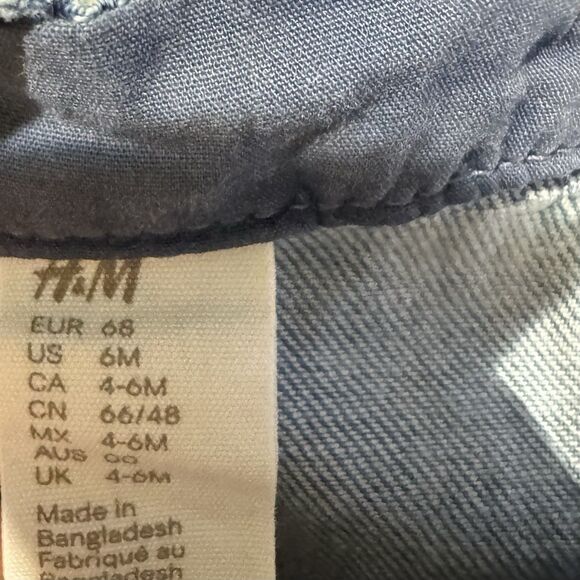 H&M
EUR 68
US 6M
CA 4-6M
CN 66/48
MX 4-6M
AUS
UK 4-6M
Made in
Bangladesh
Fabriqué au
Bangladesh